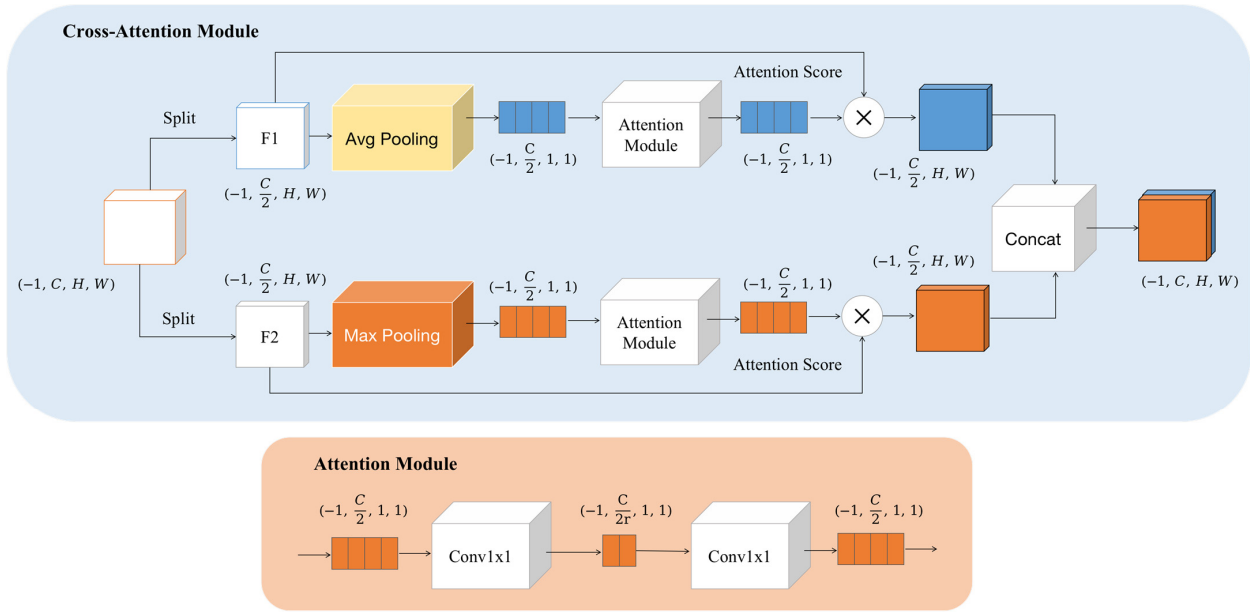 Cross-Attention Module
Split
F1
(−1, C/2, H, W)
Avg Pooling
(−1, C/2, 1, 1)
Attention
Module
Attention Score
(−1, C/2, 1, 1)
×
(−1, C/2, H, W)
(−1, C, H, W)
Concat
(−1, C, H, W)
Split
(−1, C/2, H, W)
F2
Max Pooling
(−1, C/2, 1, 1)
Attention
Module
(−1, C/2, 1, 1)
Attention Score
×
(−1, C/2, H, W)
Attention Module
(−1, C/2, 1, 1)
Conv1x1
(−1, C/2r, 1, 1)
Conv1x1
(−1, C/2, 1, 1)